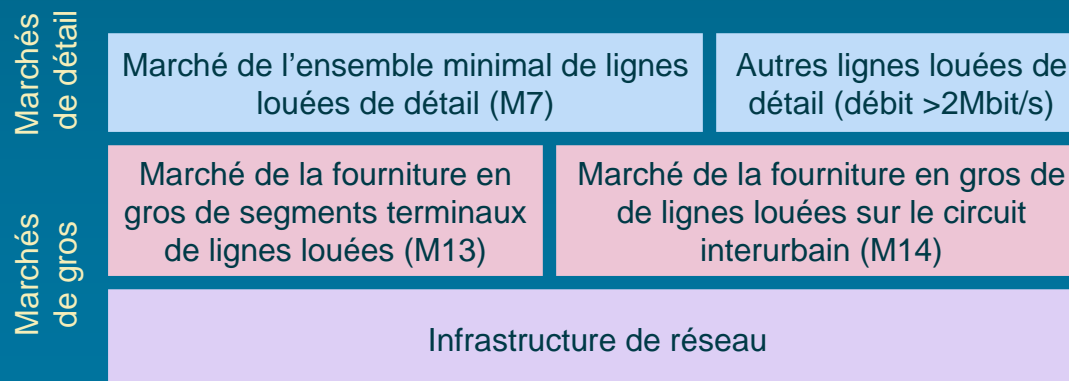 Marchés
de détail
Marché de l’ensemble minimal de lignes
louées de détail (M7)
Autres lignes louées de
détail (débit >2Mbit/s)
Marchés
de gros
Marché de la fourniture en
gros de segments terminaux
de lignes louées (M13)
Marché de la fourniture en gros de
de lignes louées sur le circuit
interurbain (M14)
Infrastructure de réseau